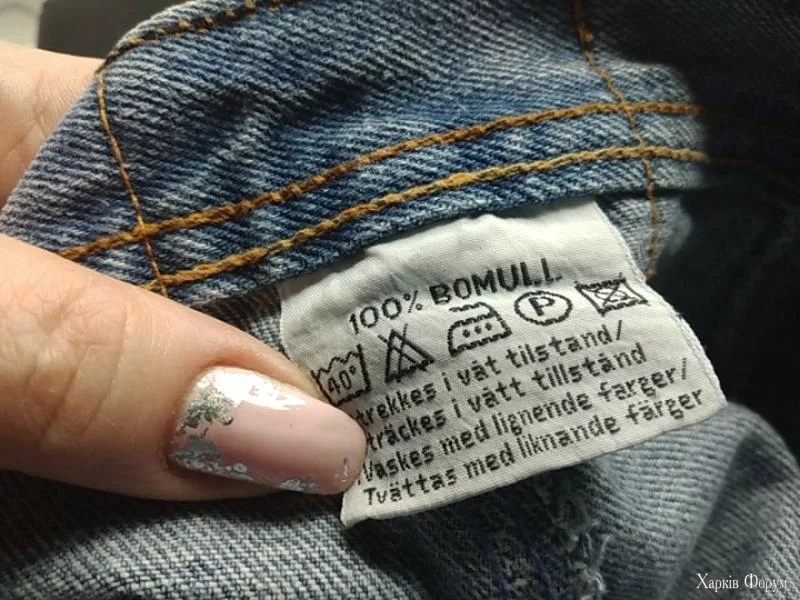 100% BOMULL
40°
P
trekkes i våt tilstand/
träckes i vått tillstånd
Vaskes med lignende farger/
Tvättas med liknande färger
Харків Форум